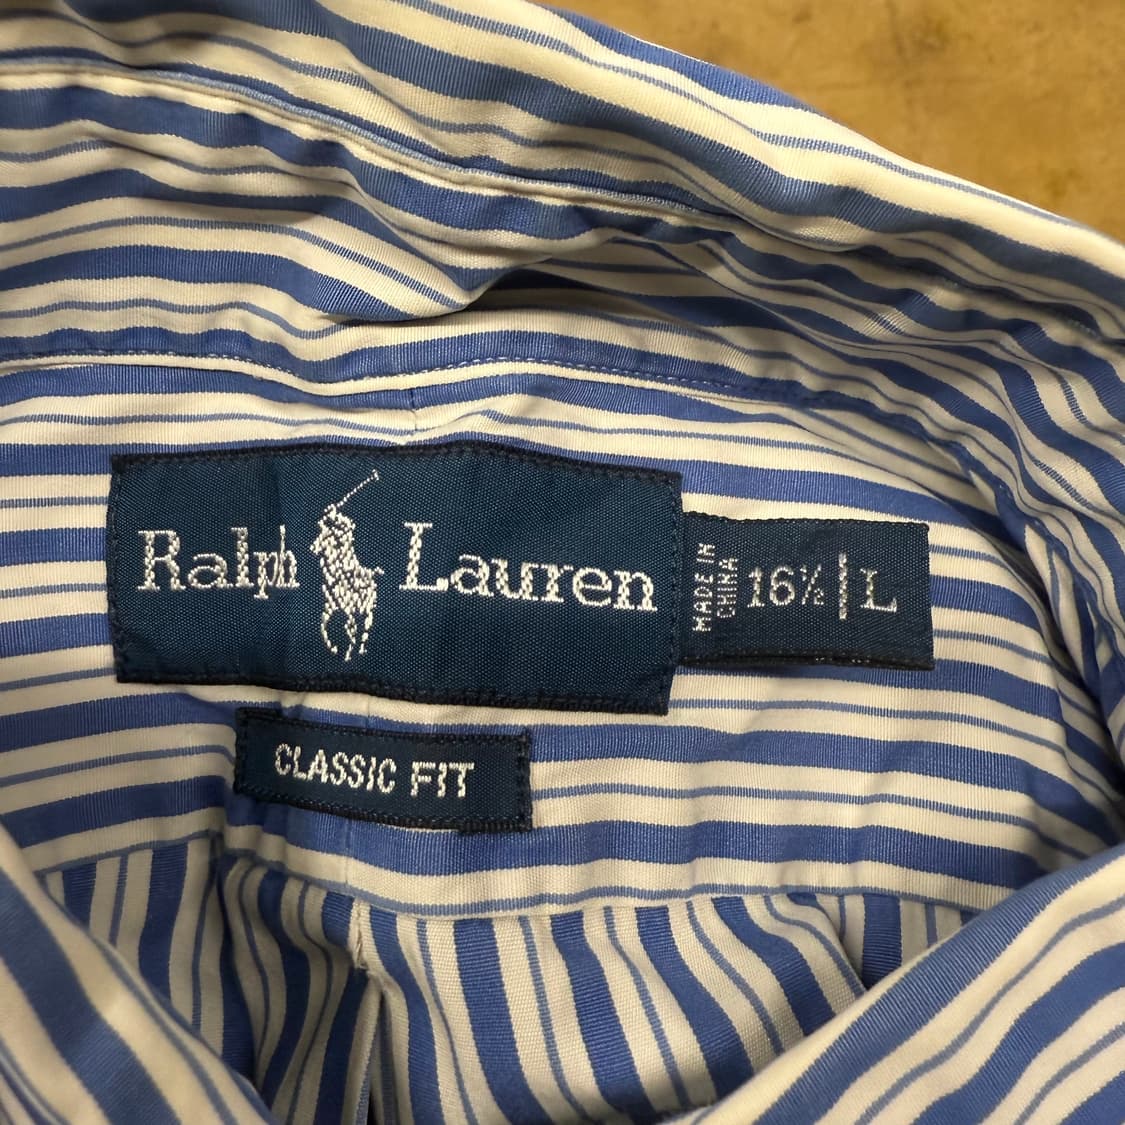 Ralph Lauren
MADE IN
CHINA
16½ | L
CLASSIC FIT